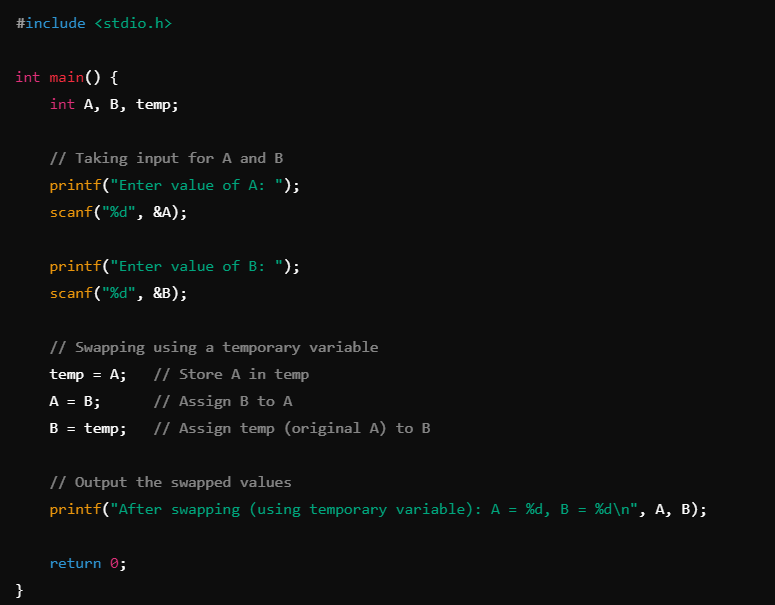 #include <stdio.h>
int main() {
    int A, B, temp;
    // Taking input for A and B
    printf("Enter value of A: ");
    scanf("%d", &A);
    printf("Enter value of B: ");
    scanf("%d", &B);
    // Swapping using a temporary variable
    temp = A;   // Store A in temp
    A = B;      // Assign B to A
    B = temp;   // Assign temp (original A) to B
    // Output the swapped values
    printf("After swapping (using temporary variable): A = %d, B = %d\n", A, B);
    return 0;
}